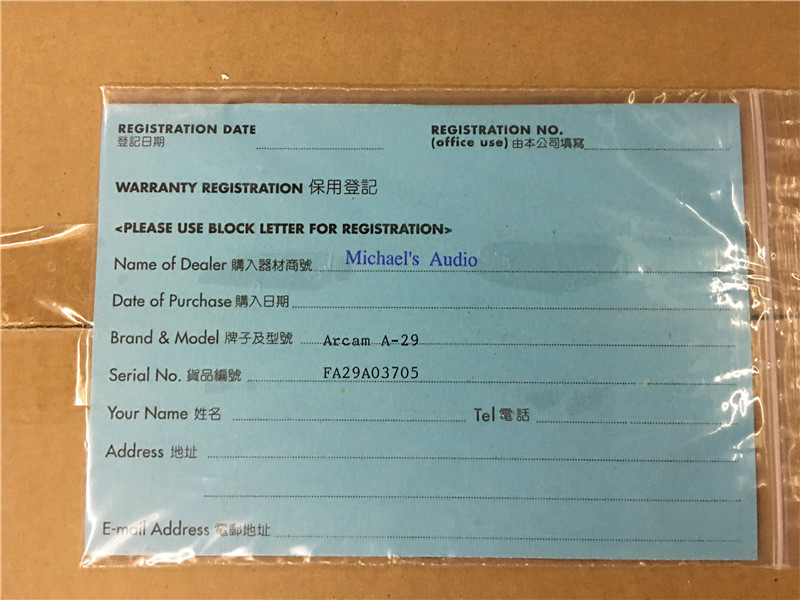 REGISTRATION DATE
登記日期
REGISTRATION NO.
(office use) 由本公司填寫
WARRANTY REGISTRATION 保用登記
<PLEASE USE BLOCK LETTER FOR REGISTRATION>
Name of Dealer 購入器材商號 Michael's Audio
Date of Purchase 購入日期
Brand & Model 牌子及型號 Arcam A-29
Serial No. 貨品編號 FA29A03705
Your Name 姓名 Tel 電話
Address 地址
E-mail Address 電郵地址